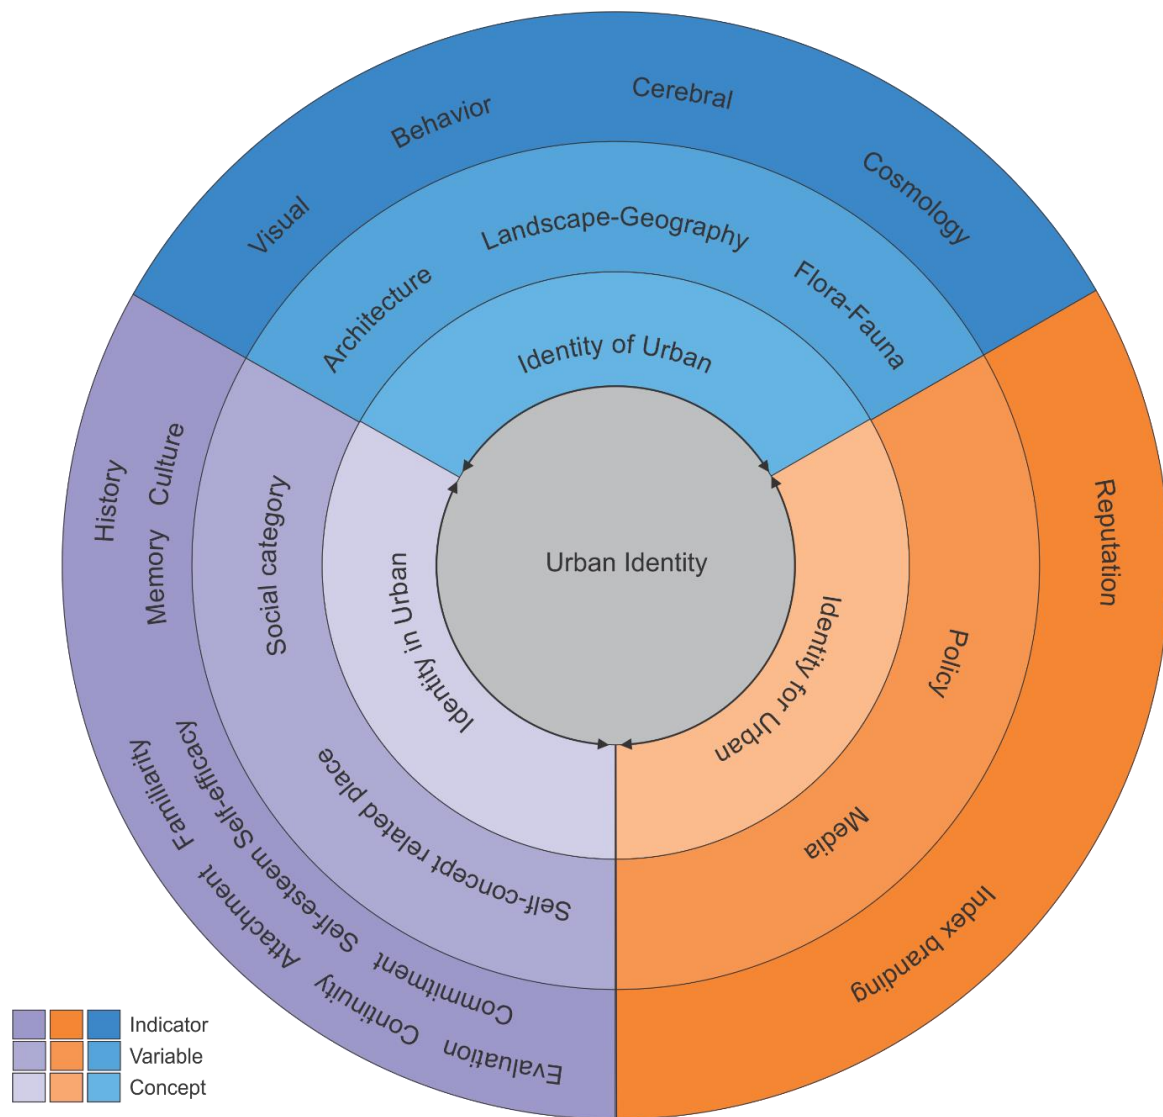 Visual
Behavior
Cerebral
Cosmology
Architecture
Landscape-Geography
Flora-Fauna
Identity of Urban
History
Memory Culture
Social category
Identity in Urban
Urban Identity
Identity for Urban
Policy
Reputation
Self-concept related place
Media
Index branding
Commitment Self-esteem Self-efficacy
Evaluation Continuity Attachment Familiarity
Indicator
Variable
Concept